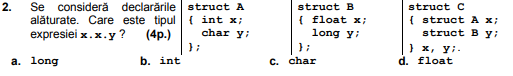 2. Se consideră declarările alăturate. Care este tipul expresiei x.x.y ? (4p.)
struct A
{ int x;
char y;
};
struct B
{ float x;
long y;
};
struct C
{ struct A x;
struct B y;
} x, y;.
a. long b. int c. char d. float